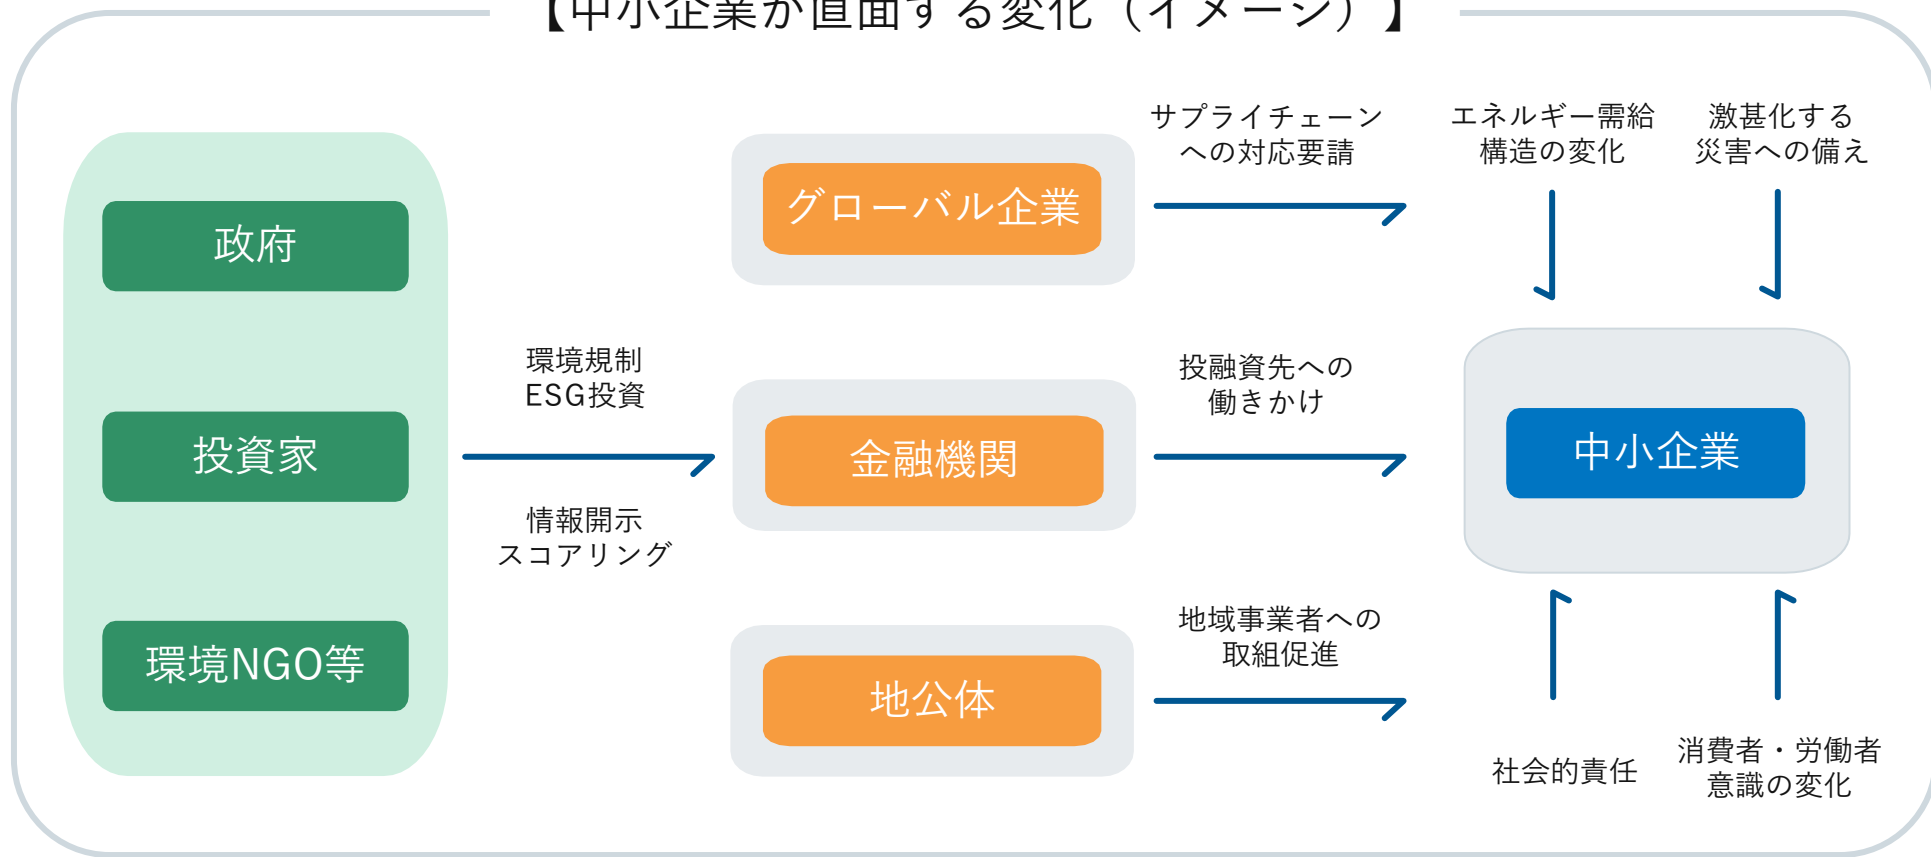 【中小企業が直面する変化（イメージ）】
政府
投資家
環境NGO等
環境規制
ESG投資
情報開示
スコアリング
グローバル企業
金融機関
地公体
サプライチェーン
への対応要請
投融資先への
働きかけ
地域事業者への
取組促進
エネルギー需給
構造の変化
激甚化する
災害への備え
中小企業
社会的責任
消費者・労働者
意識の変化